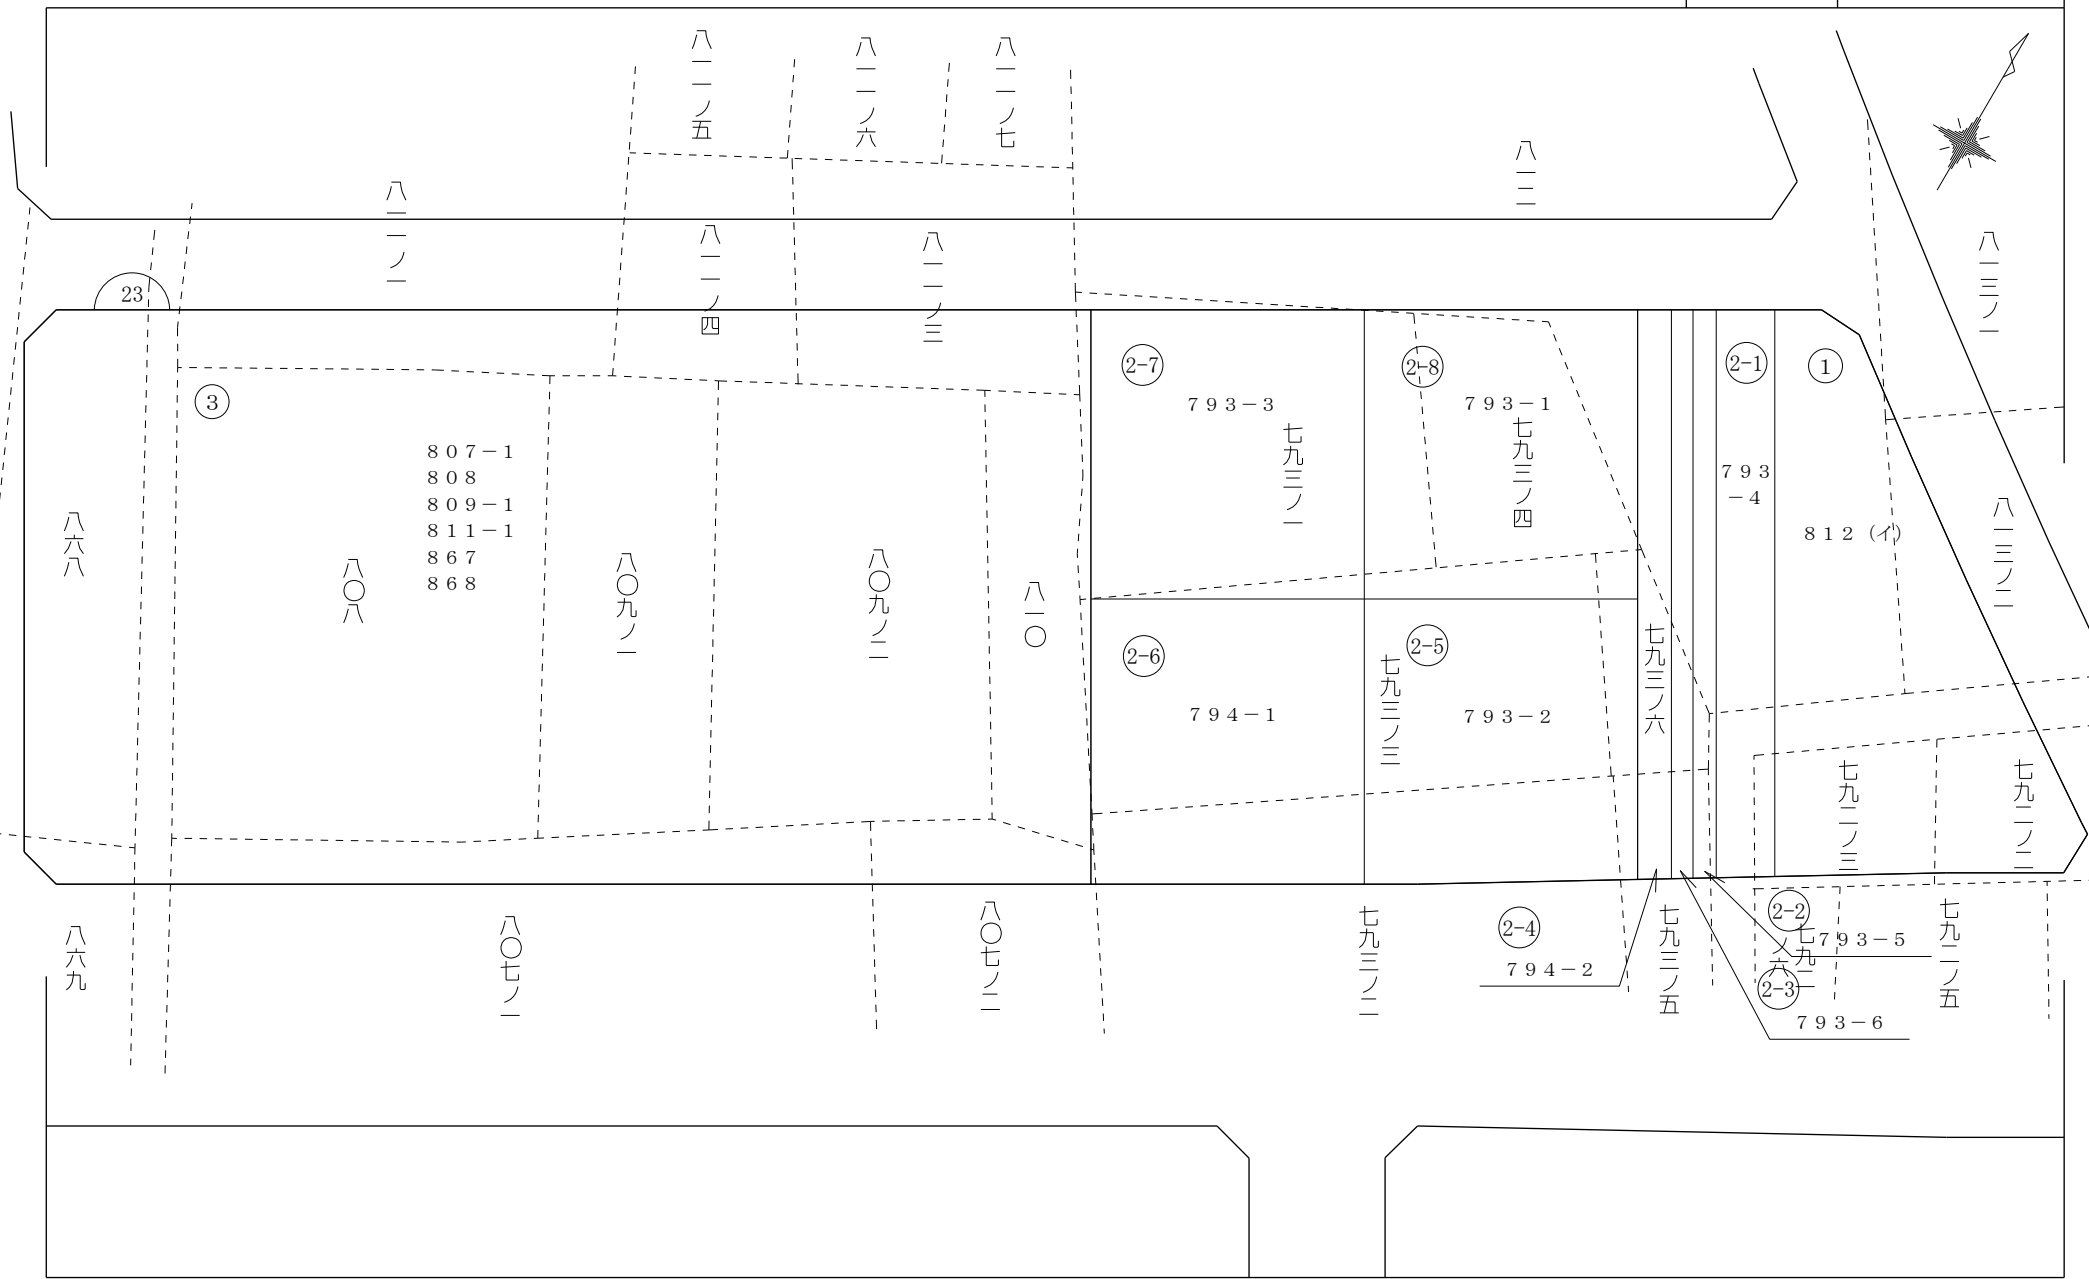 八一一ノ五
八一一ノ六
八一一ノ七
八一二
八一一ノ一
八一一ノ四
八一一ノ三
八一三ノ一
23
2-7
2-8
2-1
1
3
793-3
793-1
七九三ノ一
七九三ノ四
793
-4
807-1
808
809-1
811-1
867
868
812(イ)
八六八
八〇八
八〇九ノ一
八〇九ノ二
八一〇
八一三ノ二
2-6
2-5
七九三ノ三
七九三ノ六
794-1
793-2
七九二ノ三
七九二ノ二
八六九
八〇七ノ一
八〇七ノ二
七九三ノ二
2-4
794-2
七九三ノ五
2-2
793-5
七九二
ノ六
2-3
793-6
七九二ノ五